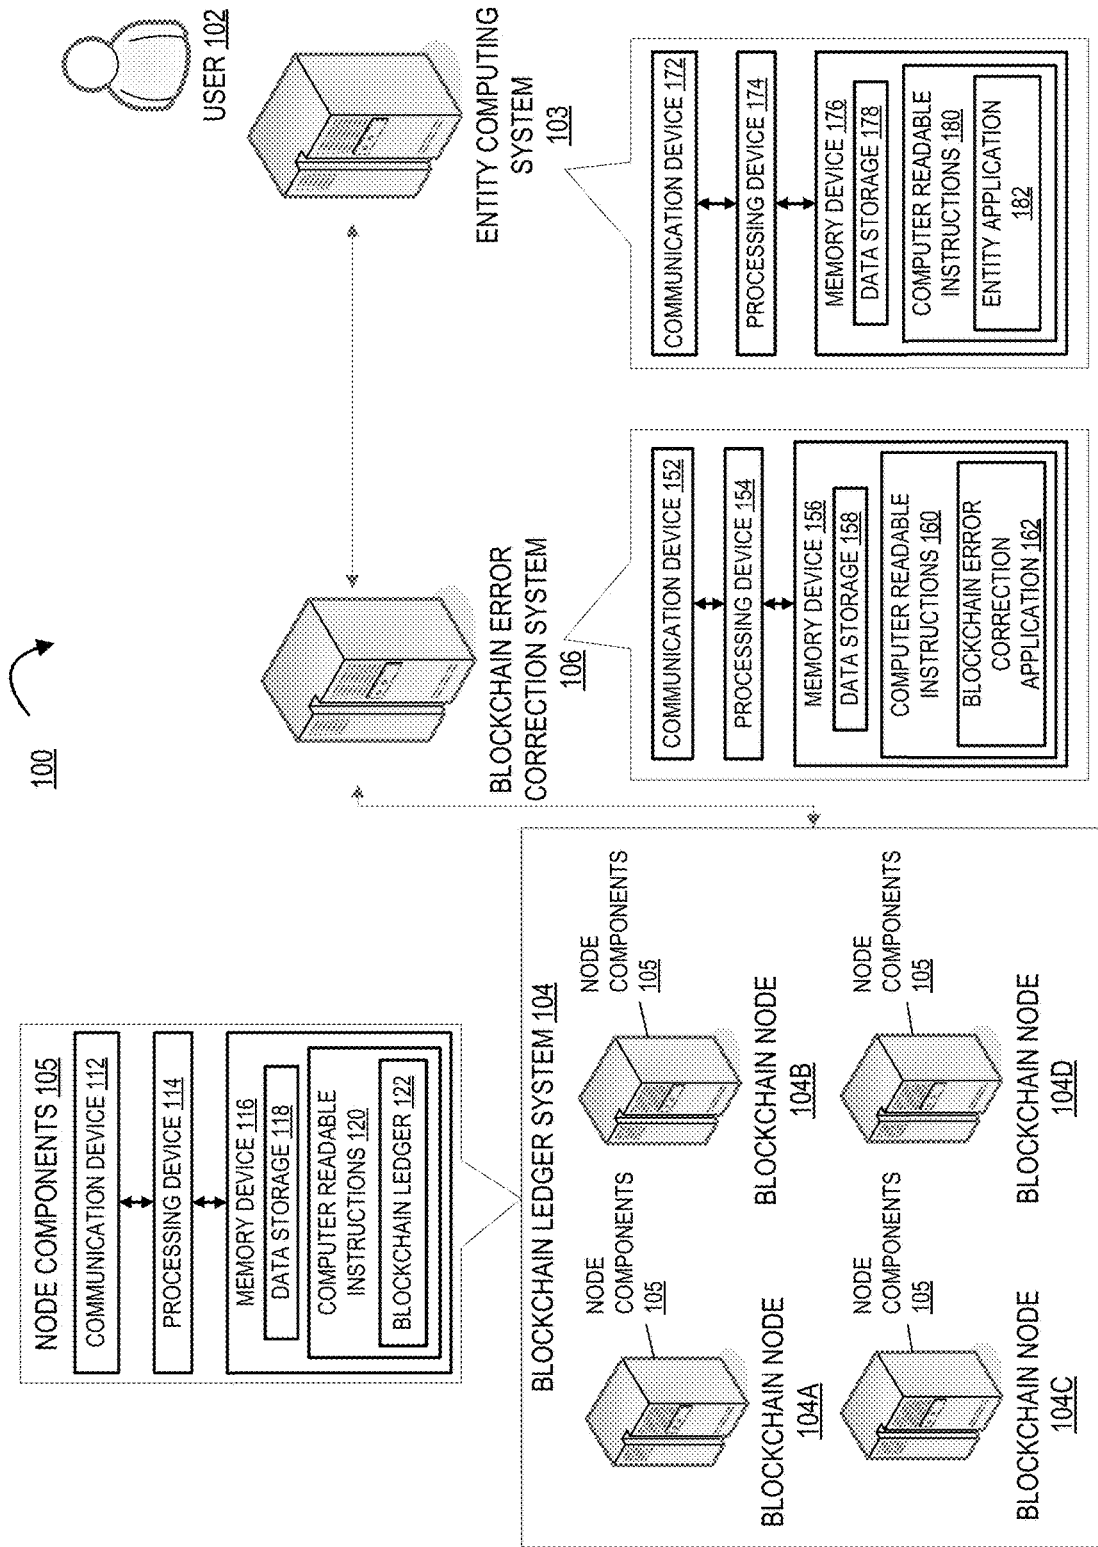 100
NODE COMPONENTS 105
COMMUNICATION DEVICE 112
PROCESSING DEVICE 114
MEMORY DEVICE 116
DATA STORAGE 118
COMPUTER READABLE
INSTRUCTIONS 120
BLOCKCHAIN LEDGER 122
BLOCKCHAIN LEDGER SYSTEM 104
NODE
COMPONENTS
105
BLOCKCHAIN NODE
104A
NODE
COMPONENTS
105
BLOCKCHAIN NODE
104B
NODE
COMPONENTS
105
BLOCKCHAIN NODE
104C
NODE
COMPONENTS
105
BLOCKCHAIN NODE
104D
BLOCKCHAIN ERROR
CORRECTION SYSTEM
106
COMMUNICATION DEVICE 152
PROCESSING DEVICE 154
MEMORY DEVICE 156
DATA STORAGE 158
COMPUTER READABLE
INSTRUCTIONS 160
BLOCKCHAIN ERROR
CORRECTION
APPLICATION 162
USER 102
ENTITY COMPUTING
SYSTEM
103
COMMUNICATION DEVICE 172
PROCESSING DEVICE 174
MEMORY DEVICE 176
DATA STORAGE 178
COMPUTER READABLE
INSTRUCTIONS 180
ENTITY APPLICATION
182